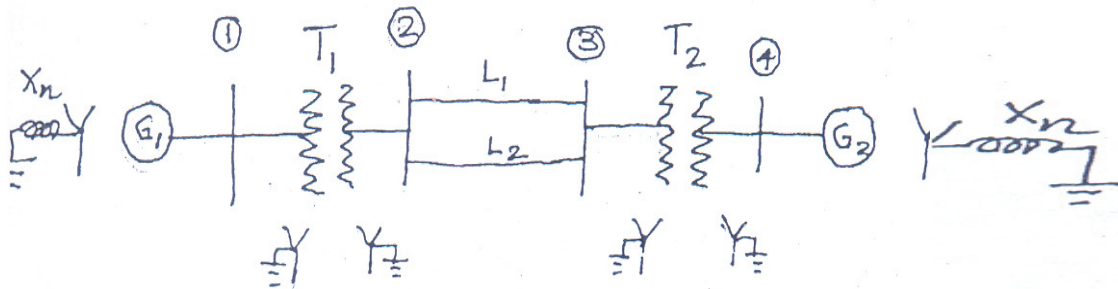 ① T₁ ② ③ T₂ ④
Xn G₁ L₁ G₂ Xn
L₂